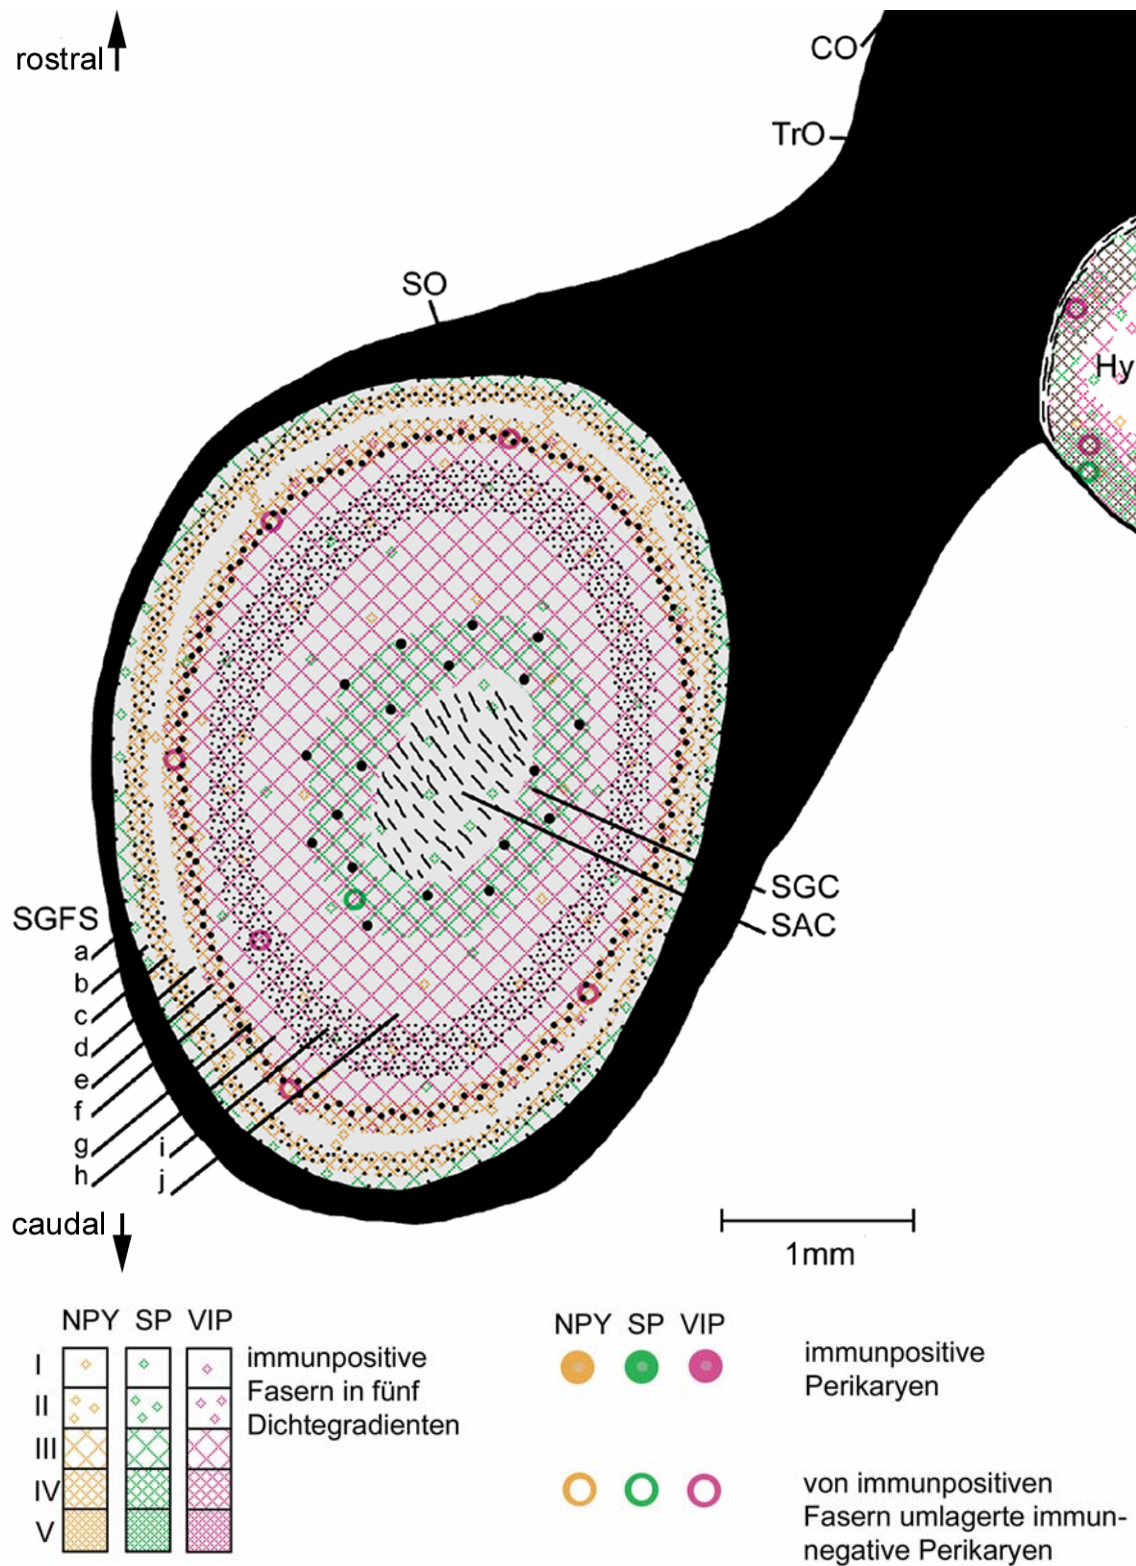 rostral
CO
TrO
SO
Hy
SGC
SAC
SGFS
a
b
c
d
e
f
g
h
i
j
caudal
1mm
NPY SP VIP
I
II
III
IV
V
immunpositive
Fasern in fünf
Dichtegradienten
NPY SP VIP
immunpositive
Perikaryen
von immunpositiven
Fasern umlagerte immun-
negative Perikaryen